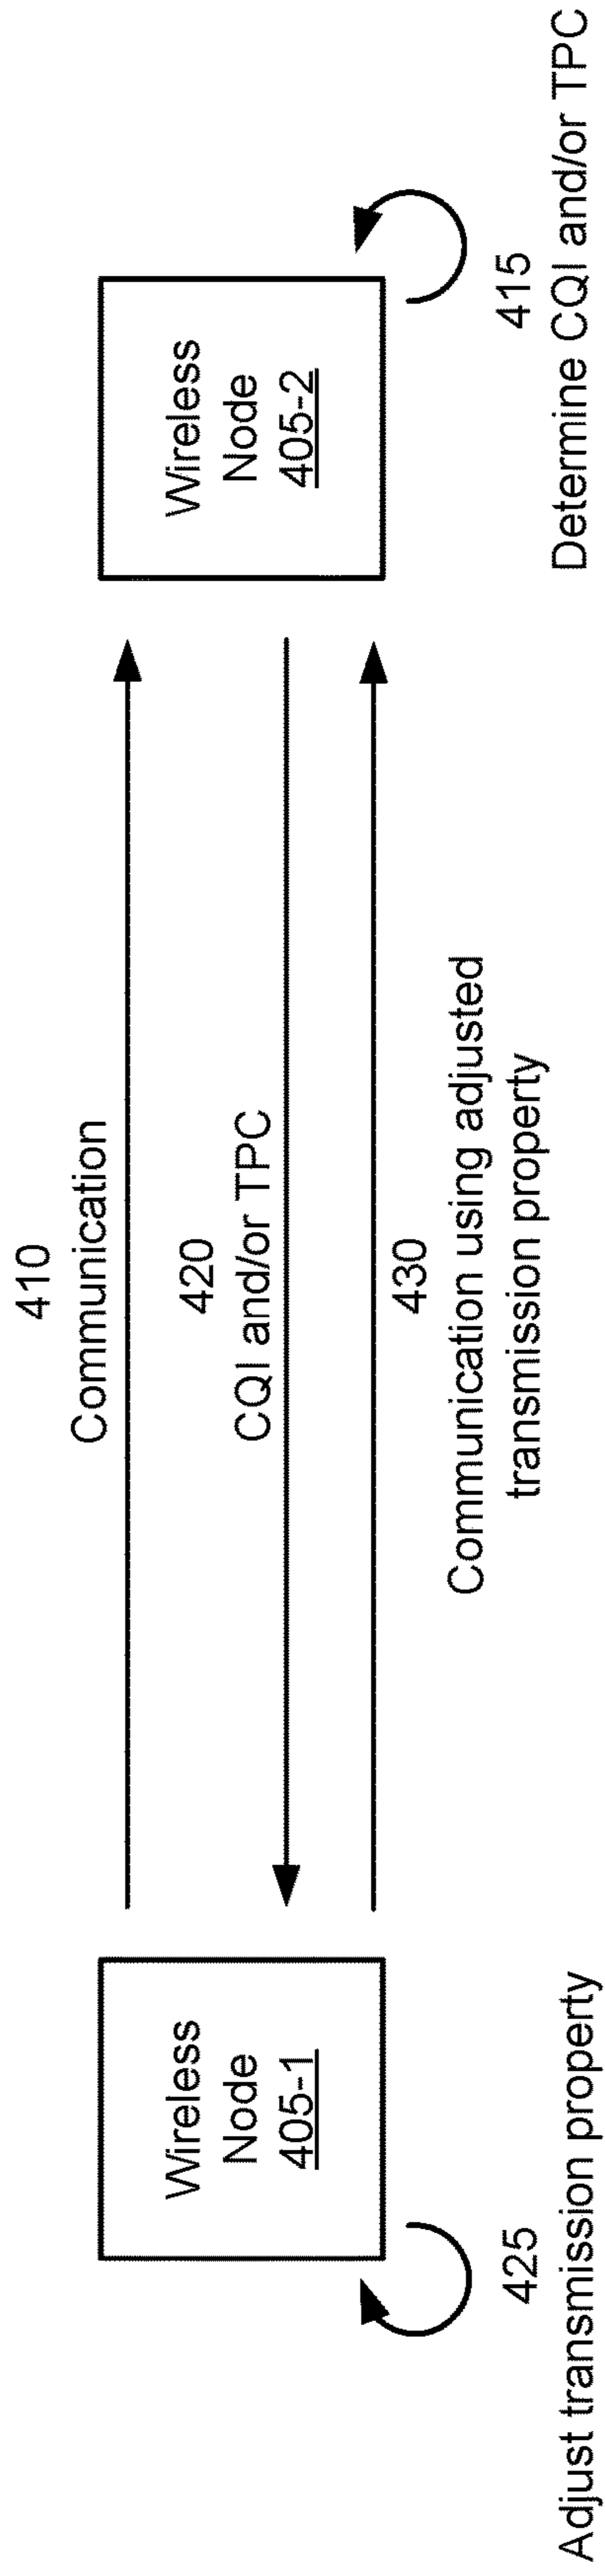 410
Communication
420
CQI and/or TPC
430
Communication using adjusted
transmission property
Wireless
Node
405-1
425
Adjust transmission property
Wireless
Node
405-2
415
Determine CQI and/or TPC